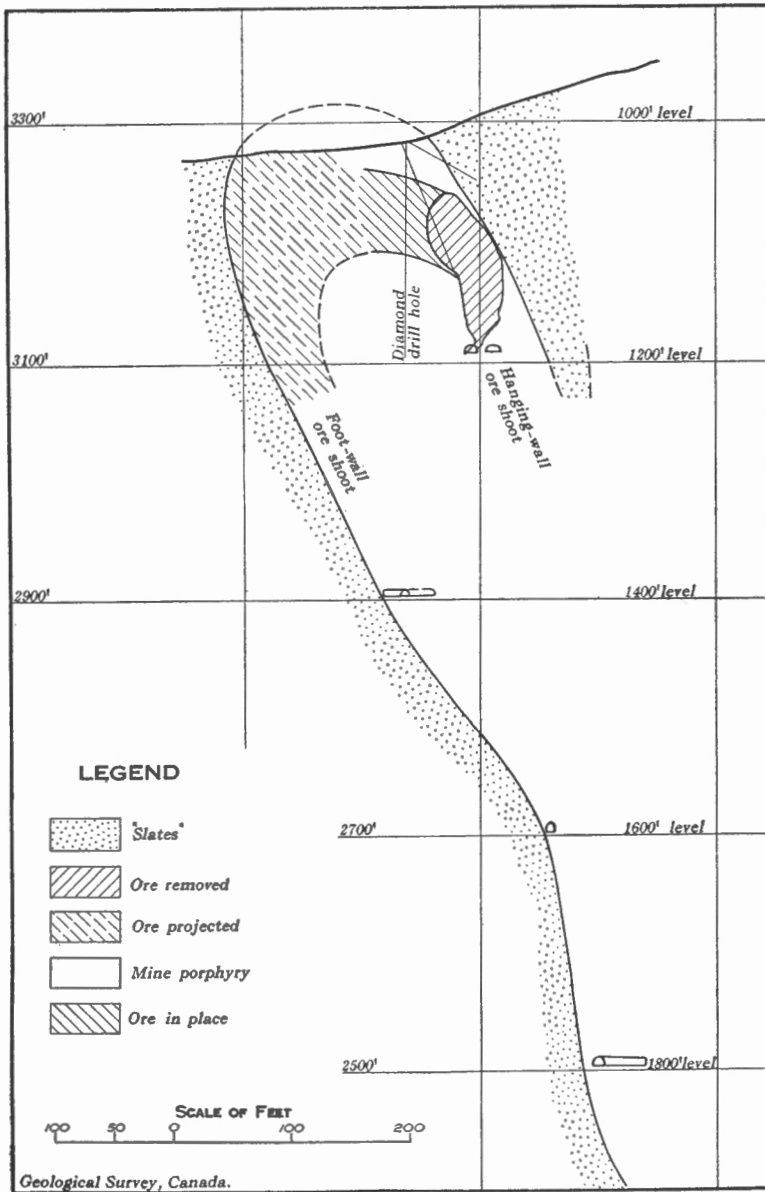 3300'
1000' level
Diamond
drill hole
3100'
1200' level
Hanging-wall
ore shoot
Foot-wall
ore shoot
2900'
1400' level
LEGEND
"Slates"
2700'
1600' level
Ore removed
Ore projected
Mine porphyry
Ore in place
2500'
1800' level
SCALE OF FEET
100 50 0 100 200
Geological Survey, Canada.